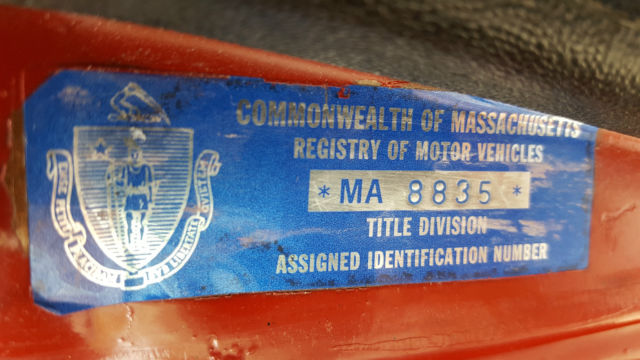 COMMONWEALTH OF MASSACHUSETTS
REGISTRY OF MOTOR VEHICLES
* MA 8835 *
TITLE DIVISION
ASSIGNED IDENTIFICATION NUMBER